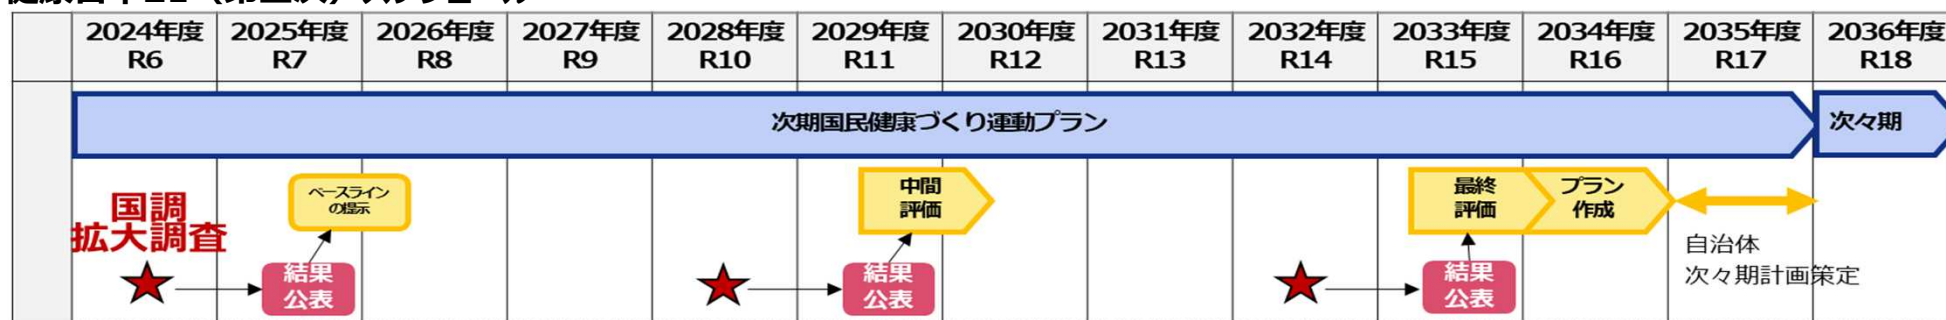 2024年度 2025年度 2026年度 2027年度 2028年度 2029年度 2030年度 2031年度 2032年度 2033年度 2034年度 2035年度 2036年度
R6 R7 R8 R9 R10 R11 R12 R13 R14 R15 R16 R17 R18
次期国民健康づくり運動プラン
次々期
国調
拡大調査
ベースライン
の提示
中間
評価
最終
評価
プラン
作成
自治体
次々期計画策定
結果
公表
結果
公表
結果
公表